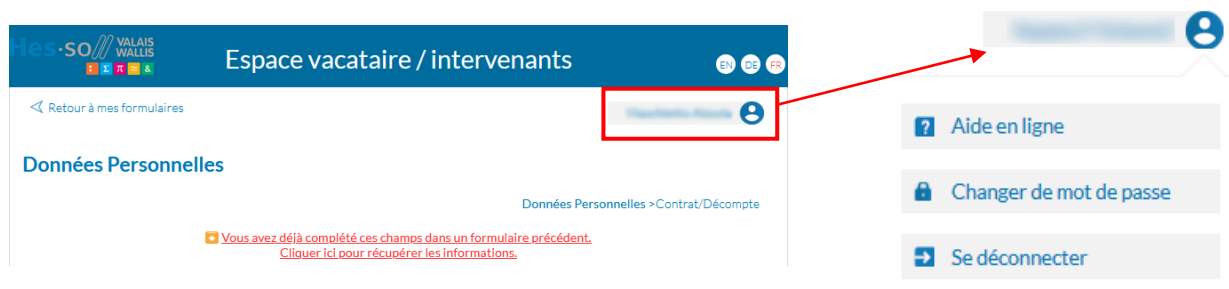 Hes·SO VALAIS
WALLIS
Σ π ≈ &
Espace vacataire / intervenants
EN DE FR
Retour à mes formulaires
Données Personnelles
Données Personnelles >Contrat/Décompte
Vous avez déjà complété ces champs dans un formulaire précédent.
Cliquer ici pour récupérer les informations.
? Aide en ligne
Changer de mot de passe
Se déconnecter